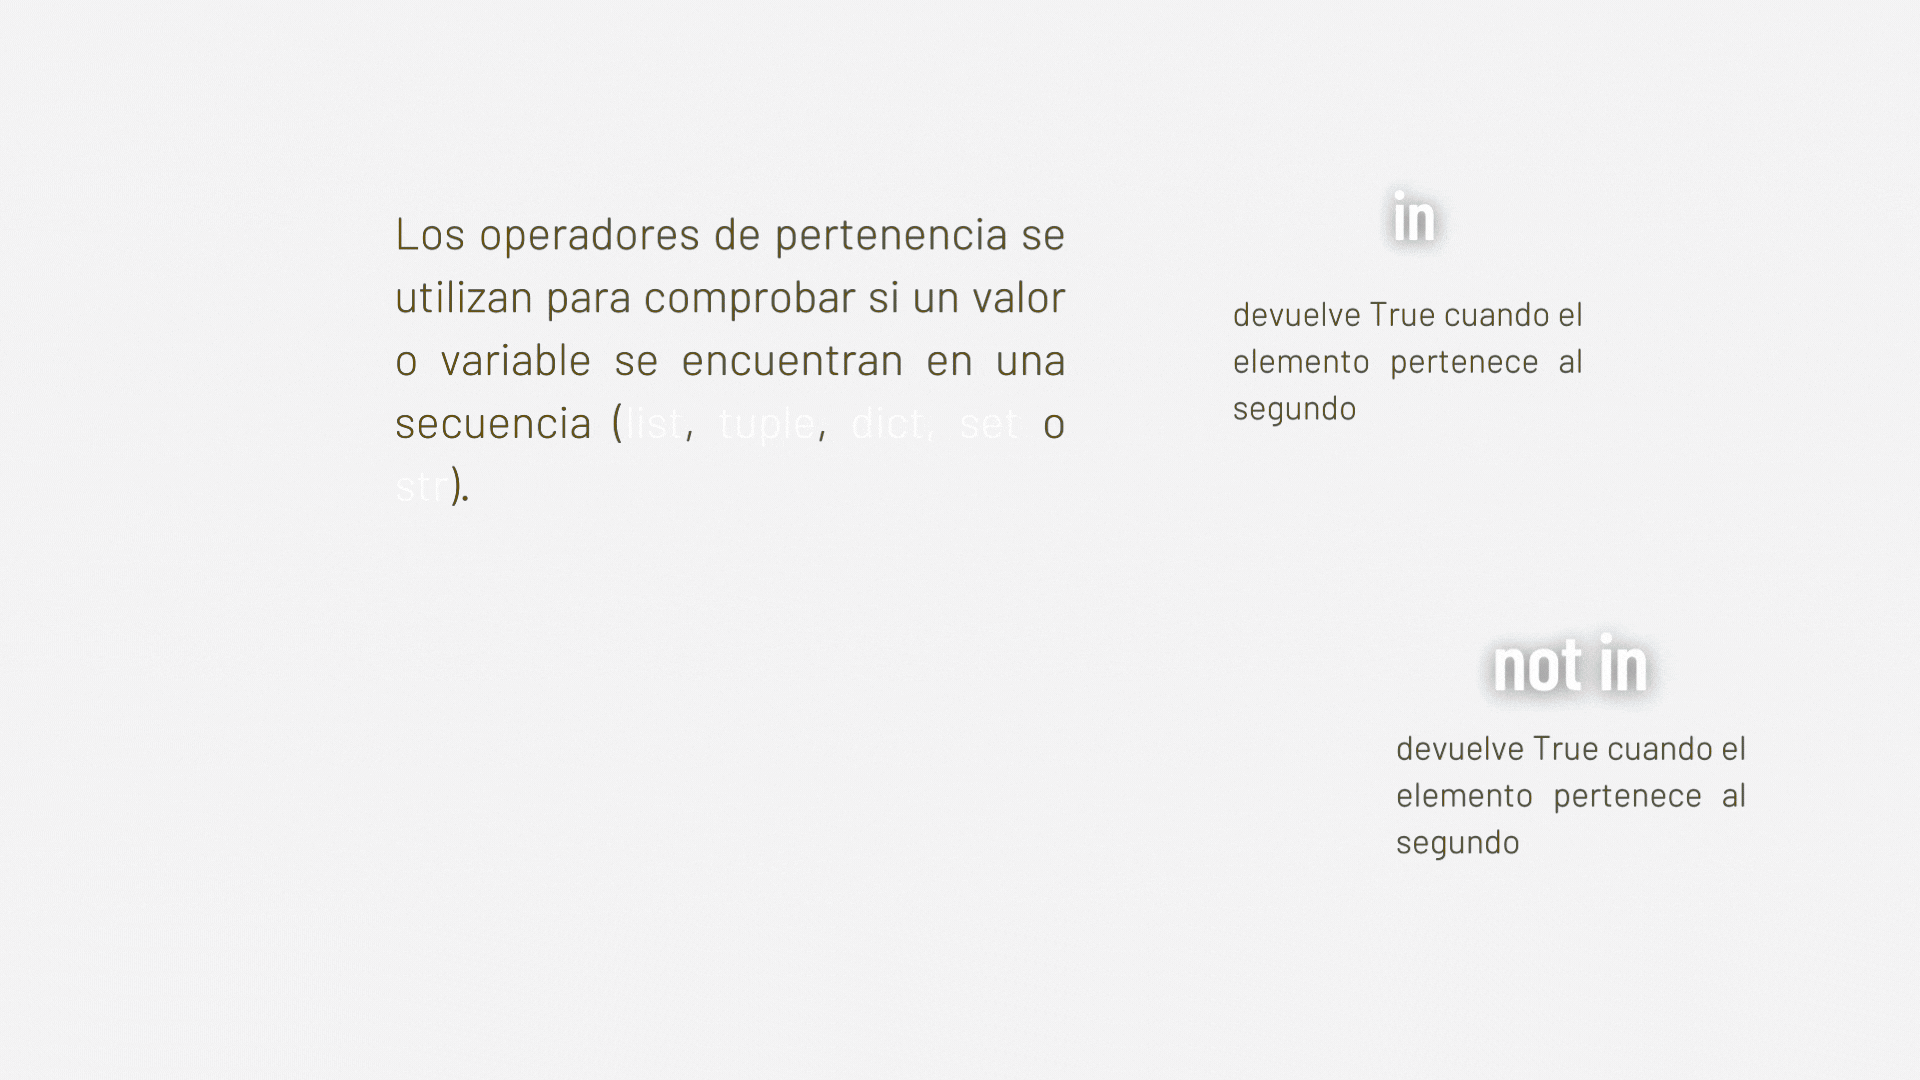 Los operadores de pertenencia se
utilizan para comprobar si un valor
o variable se encuentran en una
secuencia (list, tuple, dict, set o
str).
in
devuelve True cuando el
elemento pertenece al
segundo
not in
devuelve True cuando el
elemento pertenece al
segundo